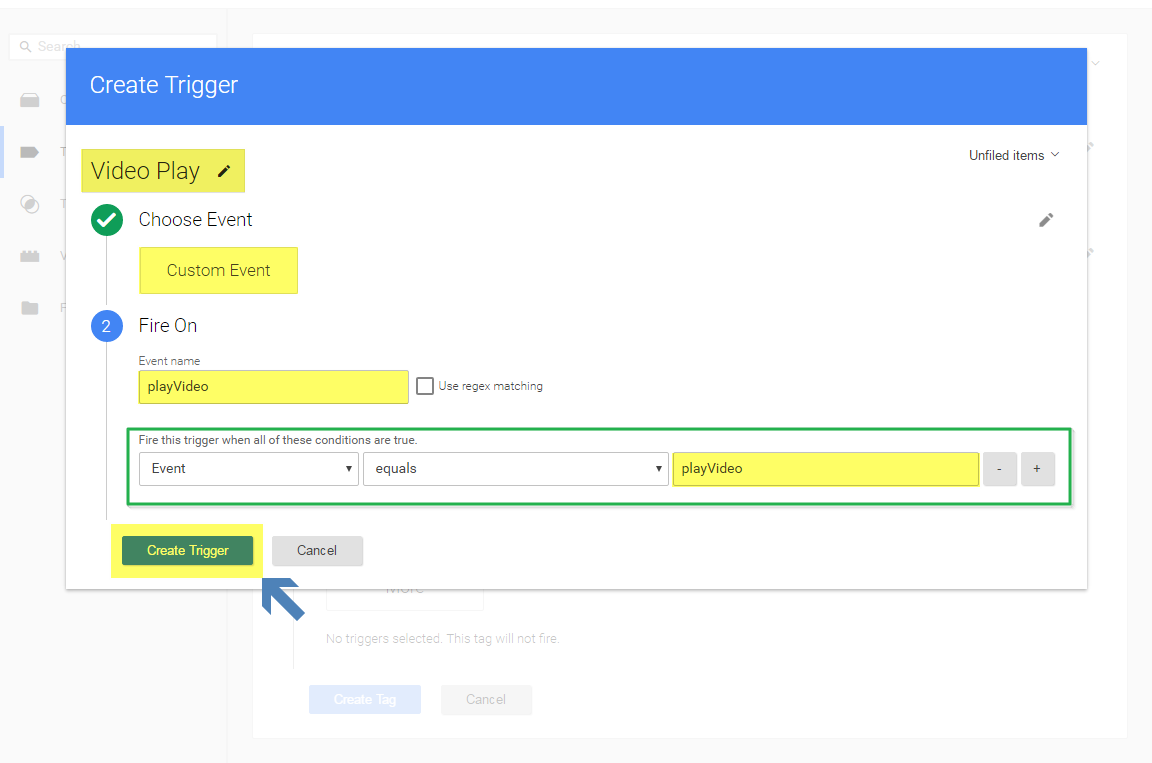 Search
Create Trigger
Unfiled items
Video Play
Choose Event
Custom Event
2 Fire On
Event name
playVideo Use regex matching
Fire this trigger when all of these conditions are true.
Event equals playVideo - +
Create Trigger Cancel
More
No triggers selected. This tag will not fire.
Create Tag Cancel